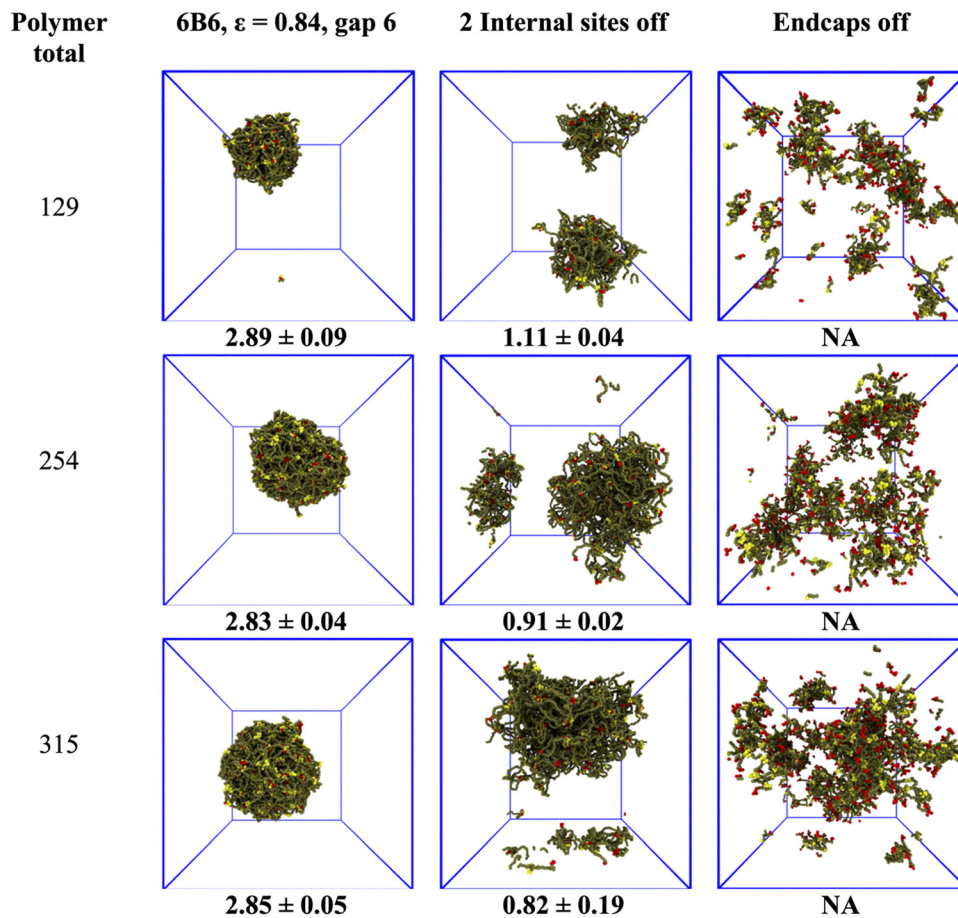 Polymer total
6B6, ε = 0.84, gap 6
2 Internal sites off
Endcaps off
129
2.89 ± 0.09
1.11 ± 0.04
NA
254
2.83 ± 0.04
0.91 ± 0.02
NA
315
2.85 ± 0.05
0.82 ± 0.19
NA